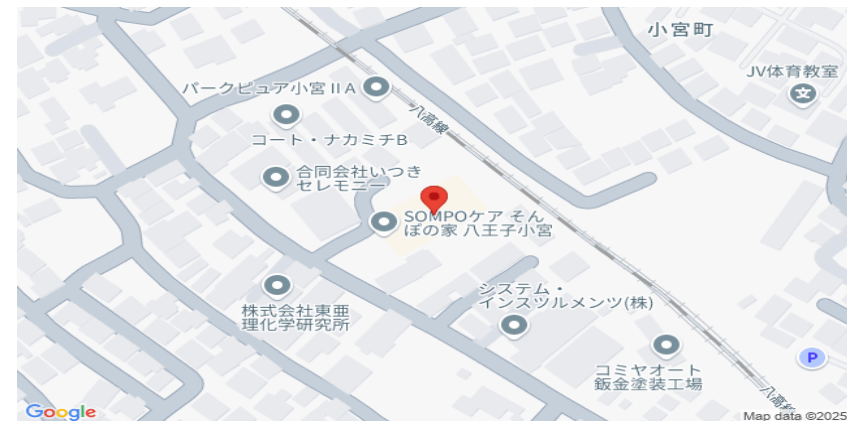 小宮町
JV体育教室
パークピュア小宮ⅡA
八高線
コート・ナカミチB
合同会社いつき
セレモニー
SOMPOケア そん
ぽの家 八王子小宮
システム・
インスツルメンツ(株)
株式会社東亜
理化学研究所
コミヤオート
鈑金塗装工場
P
八高線
Google
Map data ©2025